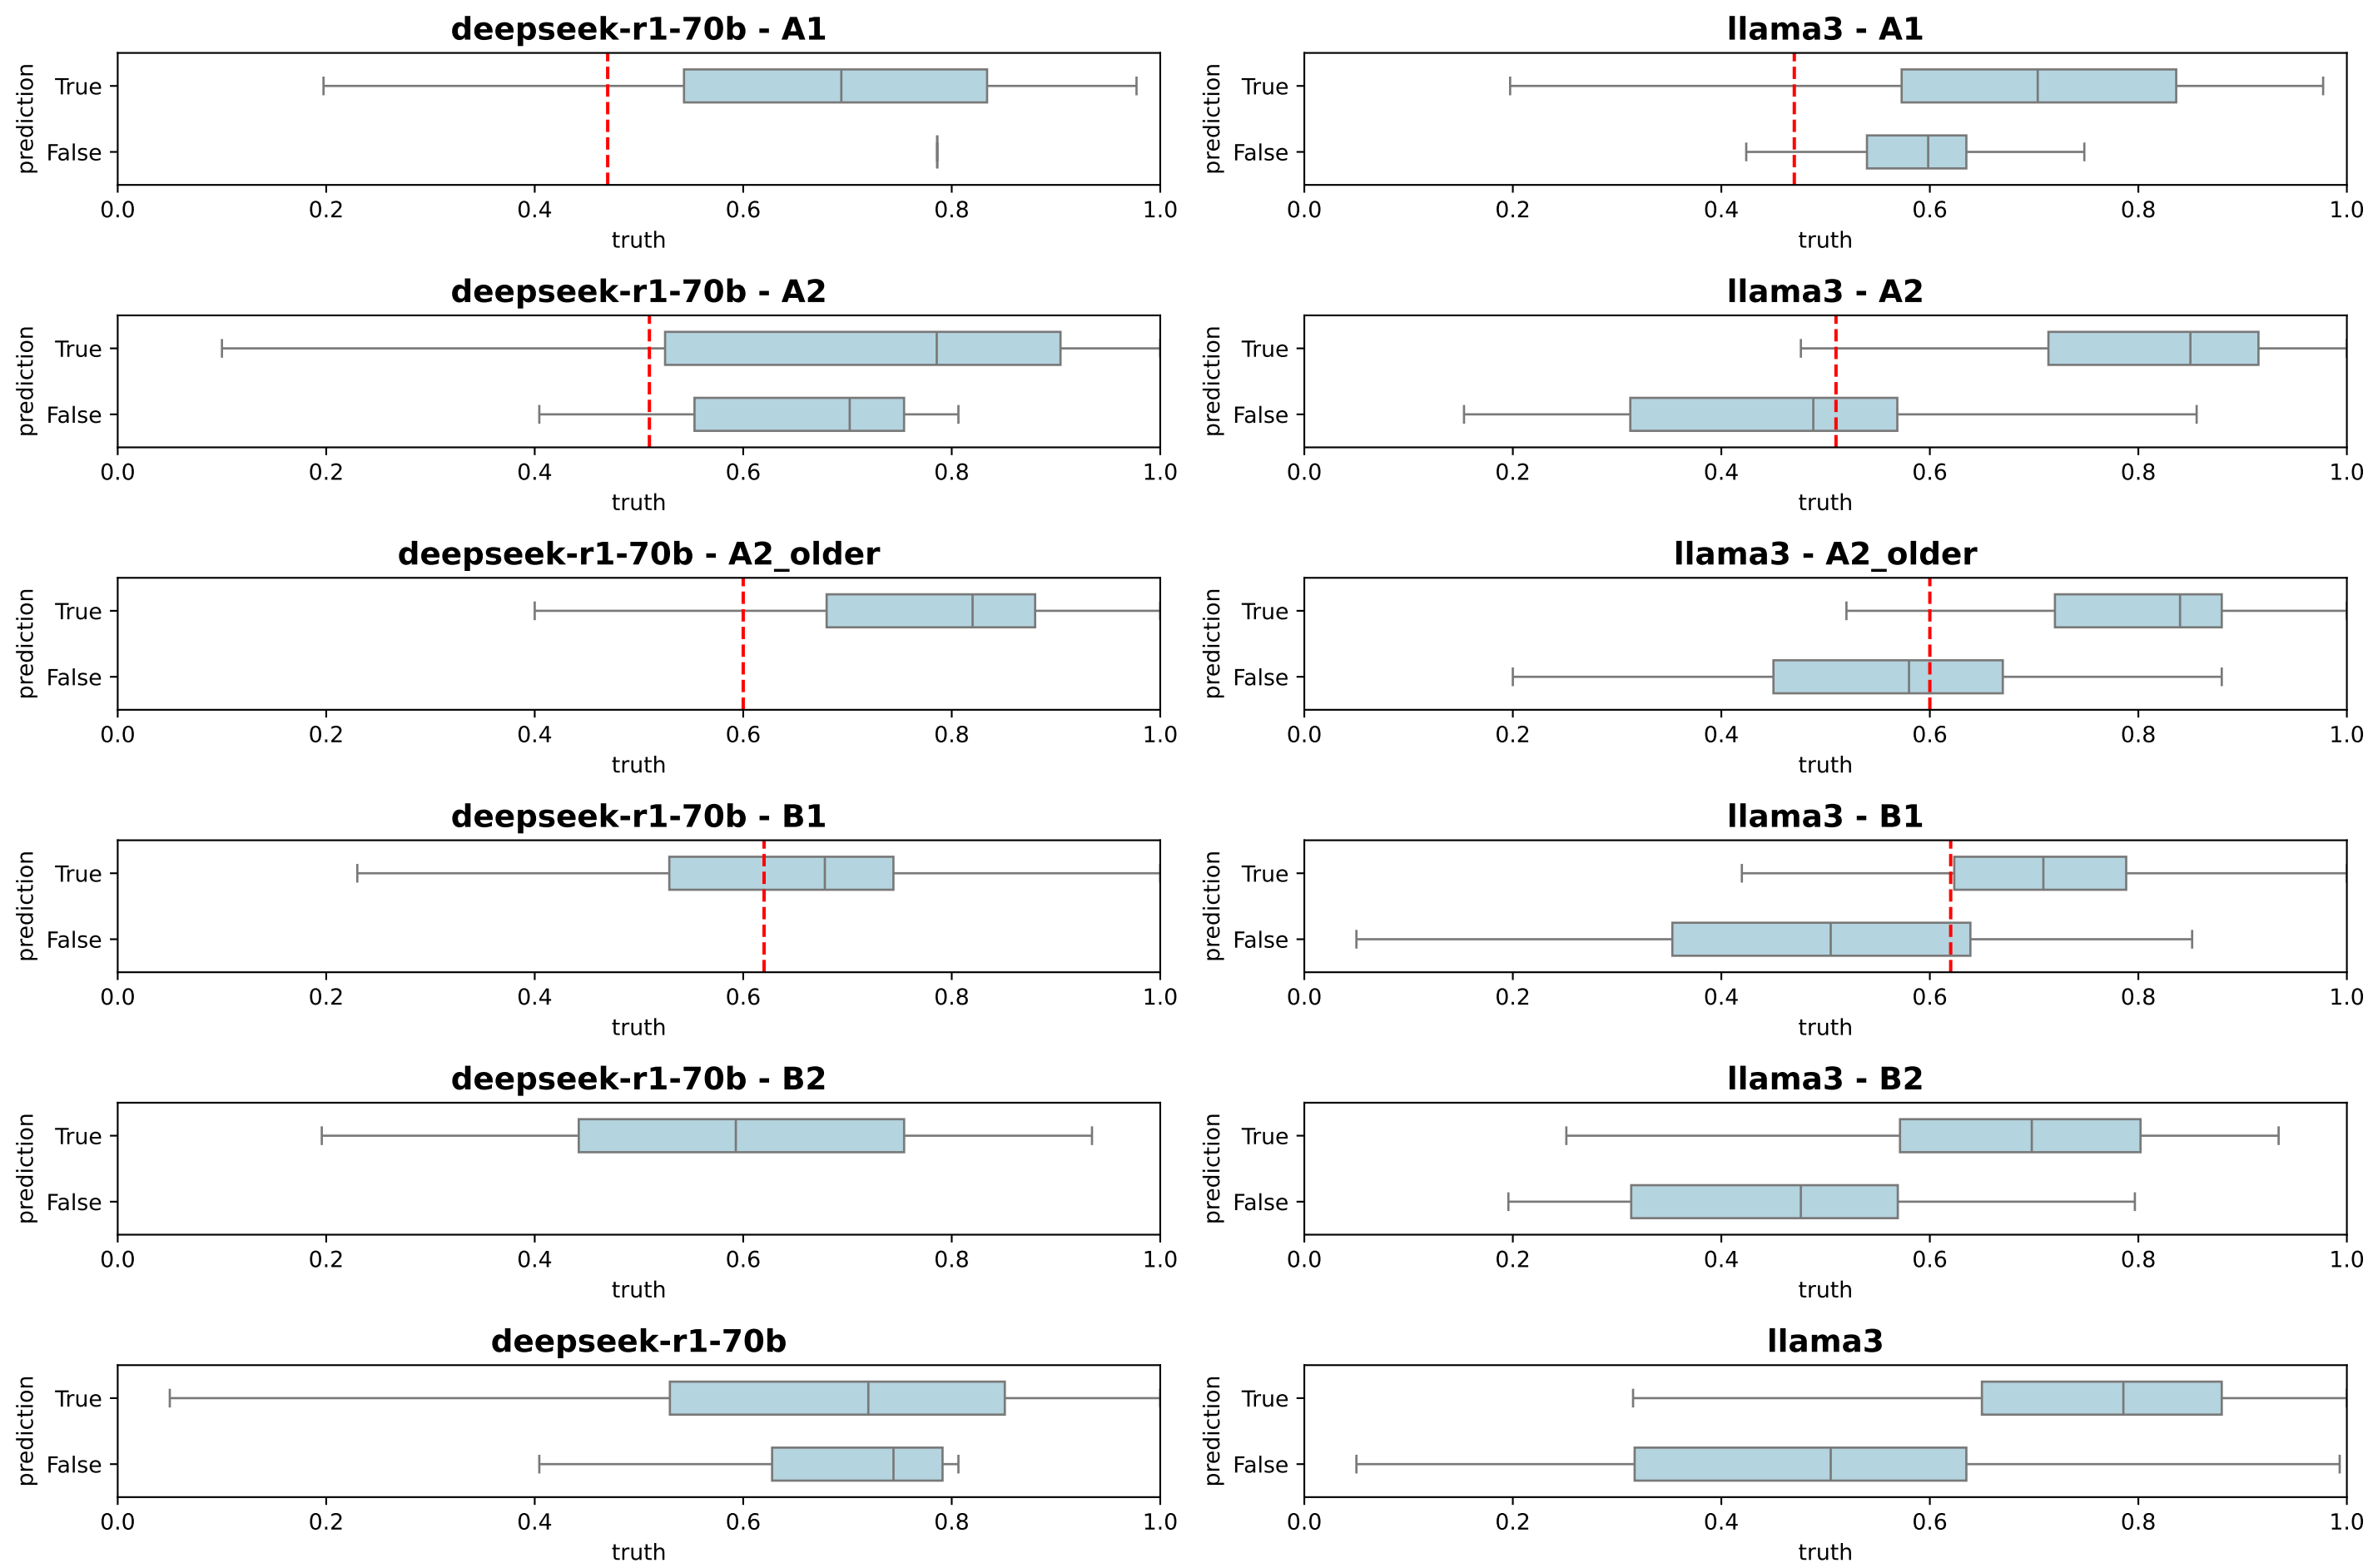 deepseek-r1-70b - A1
prediction
True
False
0.0 0.2 0.4 0.6 0.8 1.0
truth
llama3 - A1
prediction
True
False
0.0 0.2 0.4 0.6 0.8 1.0
truth
deepseek-r1-70b - A2
prediction
True
False
0.0 0.2 0.4 0.6 0.8 1.0
truth
llama3 - A2
prediction
True
False
0.0 0.2 0.4 0.6 0.8 1.0
truth
deepseek-r1-70b - A2_older
prediction
True
False
0.0 0.2 0.4 0.6 0.8 1.0
truth
llama3 - A2_older
prediction
True
False
0.0 0.2 0.4 0.6 0.8 1.0
truth
deepseek-r1-70b - B1
prediction
True
False
0.0 0.2 0.4 0.6 0.8 1.0
truth
llama3 - B1
prediction
True
False
0.0 0.2 0.4 0.6 0.8 1.0
truth
deepseek-r1-70b - B2
prediction
True
False
0.0 0.2 0.4 0.6 0.8 1.0
truth
llama3 - B2
prediction
True
False
0.0 0.2 0.4 0.6 0.8 1.0
truth
deepseek-r1-70b
prediction
True
False
0.0 0.2 0.4 0.6 0.8 1.0
truth
llama3
prediction
True
False
0.0 0.2 0.4 0.6 0.8 1.0
truth